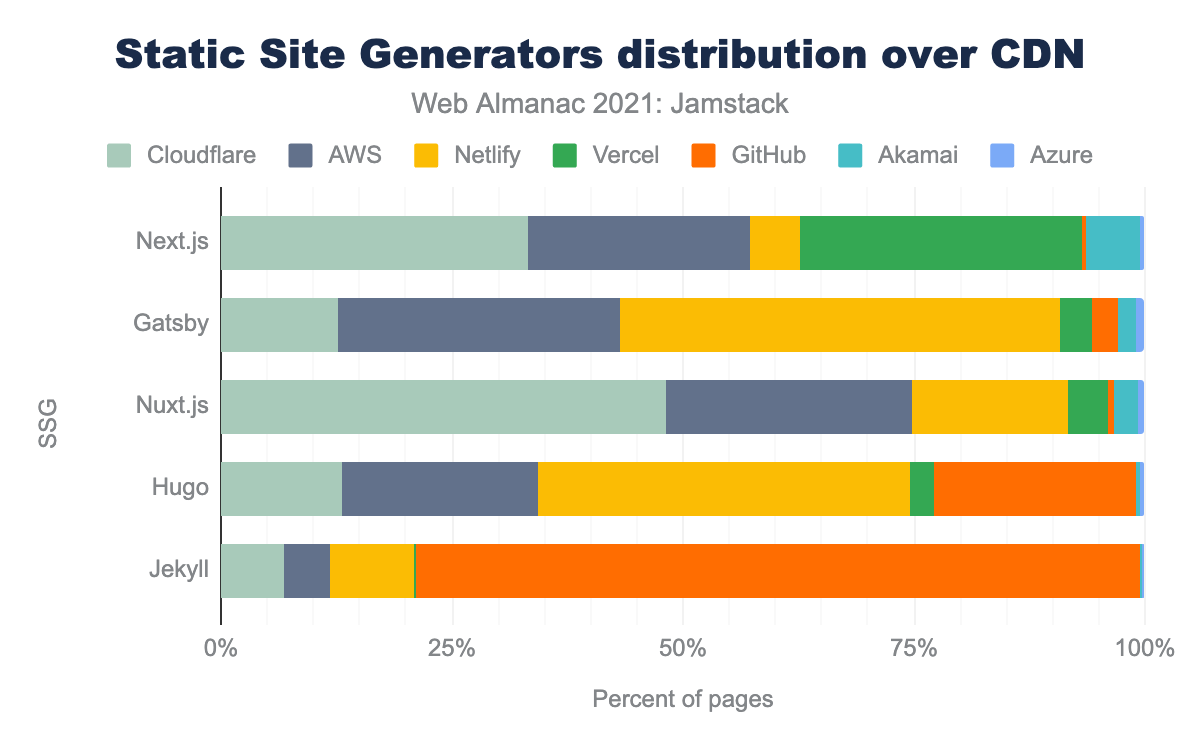 Static Site Generators distribution over CDN
Web Almanac 2021: Jamstack
Cloudflare AWS Netlify Vercel GitHub Akamai Azure
Next.js
Gatsby
Nuxt.js
SSG
Hugo
Jekyll
0% 25% 50% 75% 100%
Percent of pages